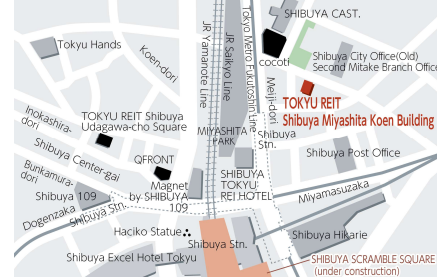 SHIBUYA CAST.
Tokyu Hands
Koen-dori
JR Yamanote Line
JR Saikyo Line
Tokyo Metro Fukutoshin Line
Meiji-dori
cocoti
Shibuya City Office(Old)
Second Mitake Branch Office
TOKYU REIT
Shibuya Miyashita Koen Building
Inokashira-
dori
TOKYU REIT Shibuya
Udagawa-cho Square
MIYASHITA
PARK
Shibuya
Stn.
Shibuya Center-gai
QFRONT
Shibuya Post Office
Bunkamura-
dori
Magnet
by SHIBUYA
109
SHIBUYA
TOKYU
REI HOTEL
Shibuya 109
Miyamasuzaka
Dogenzaka
Shibuya Stn.
Haciko Statue
Shibuya Stn.
Shibuya Hikarie
Shibuya Excel Hotel Tokyu
SHIBUYA SCRAMBLE SQUARE
(under construction)